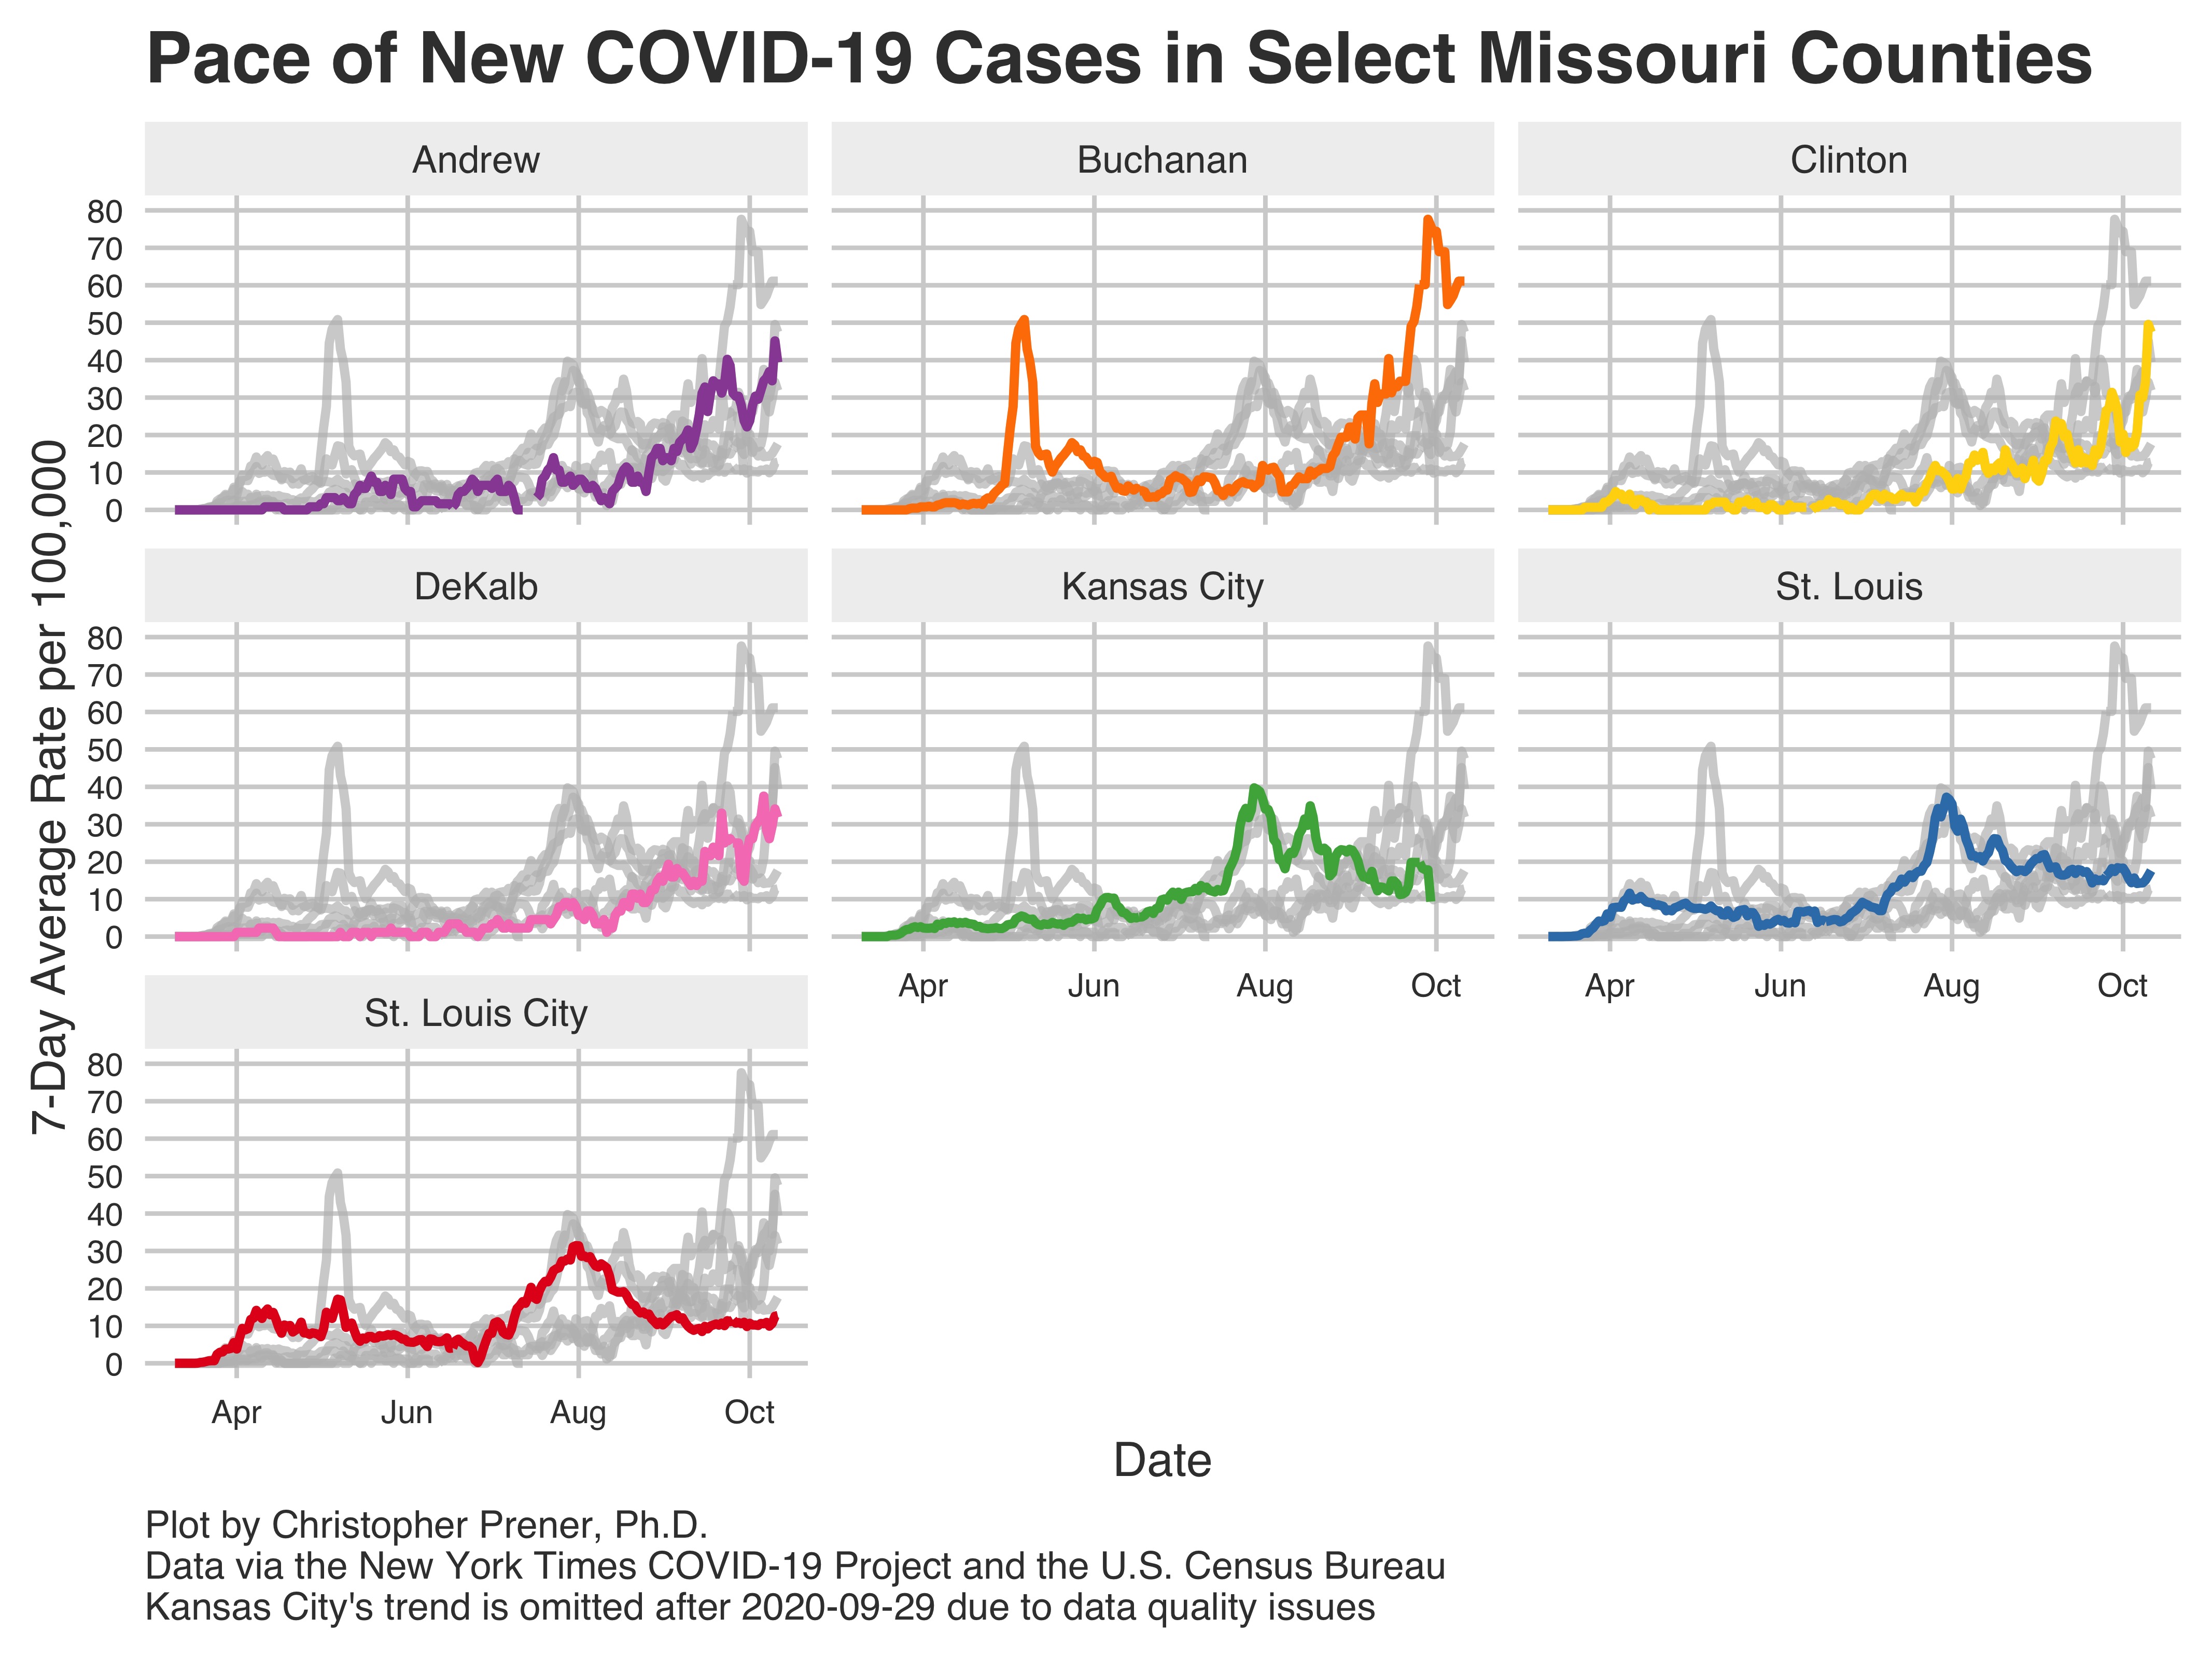 Pace of New COVID-19 Cases in Select Missouri Counties
7-Day Average Rate per 100,000
Andrew
Buchanan
Clinton
80
70
60
50
40
30
20
10
0
DeKalb
Kansas City
St. Louis
80
70
60
50
40
30
20
10
0
Apr Jun Aug Oct
Apr Jun Aug Oct
St. Louis City
80
70
60
50
40
30
20
10
0
Apr Jun Aug Oct
Date
Plot by Christopher Prener, Ph.D.
Data via the New York Times COVID-19 Project and the U.S. Census Bureau
Kansas City's trend is omitted after 2020-09-29 due to data quality issues